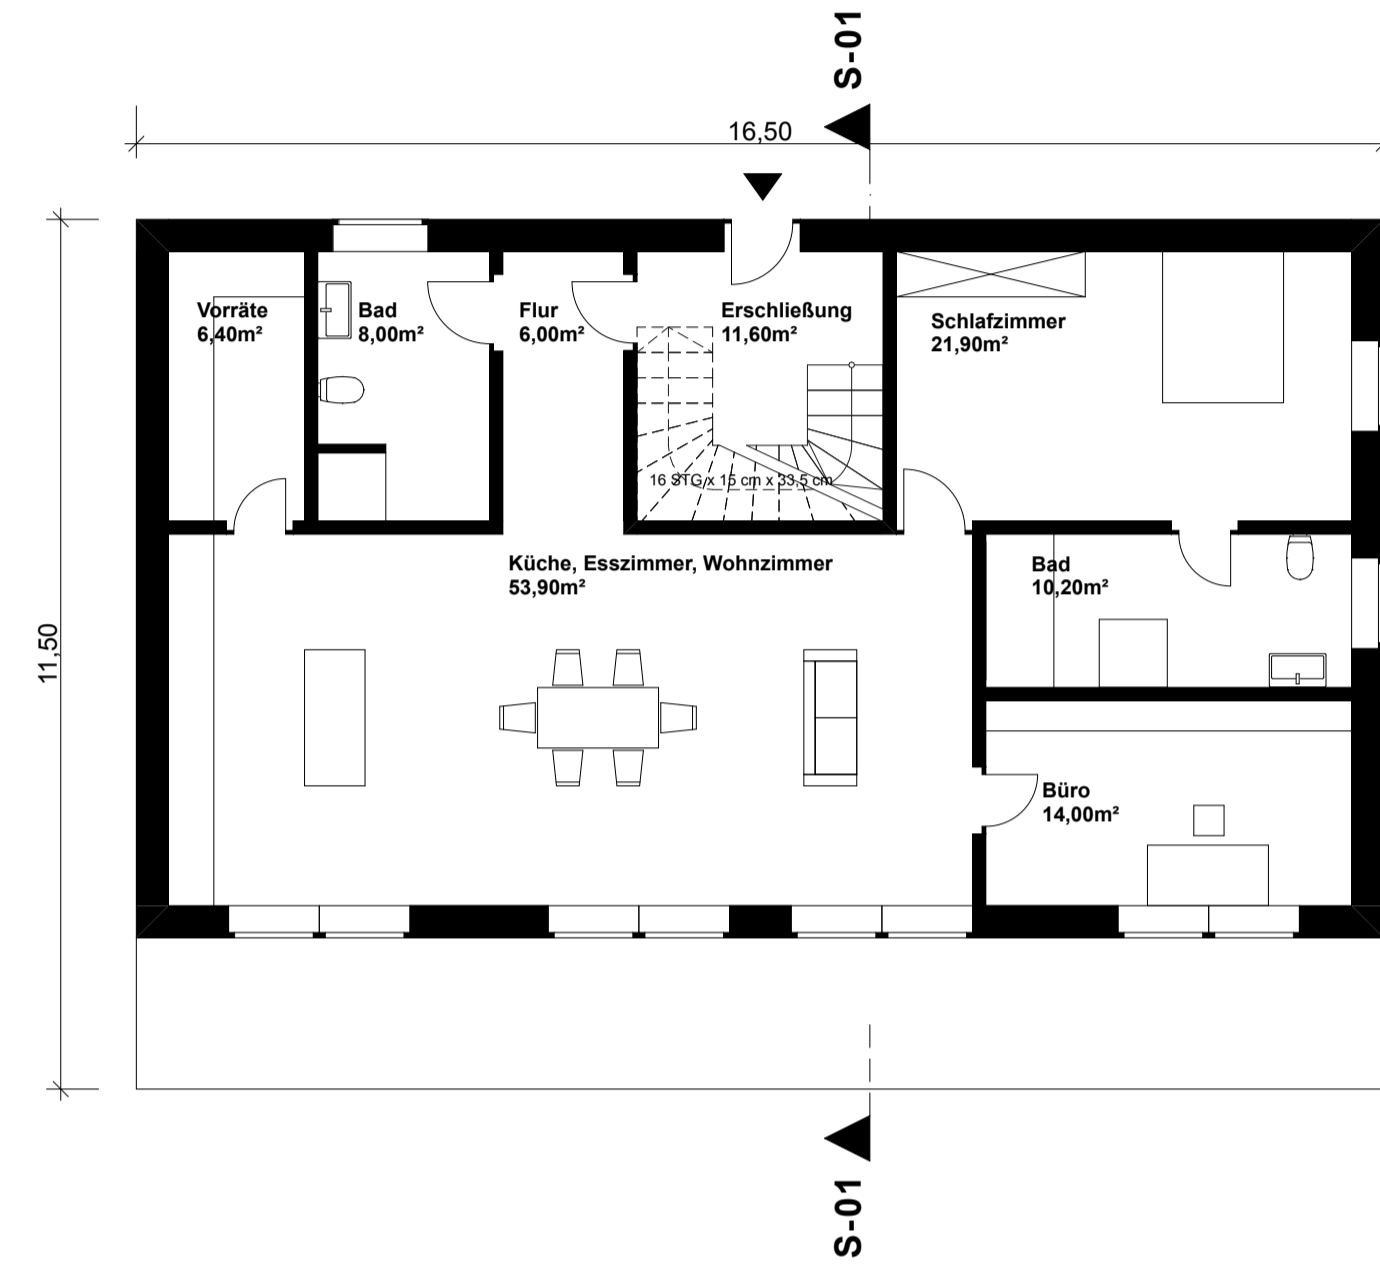 S-01
16,50
Vorräte
6,40m²
Bad
8,00m²
Flur
6,00m²
Erschließung
11,60m²
Schlafzimmer
21,90m²
16 STG x 15 cm x 33,5 cm
Küche, Esszimmer, Wohnzimmer
53,90m²
Bad
10,20m²
11,50
Büro
14,00m²
S-01